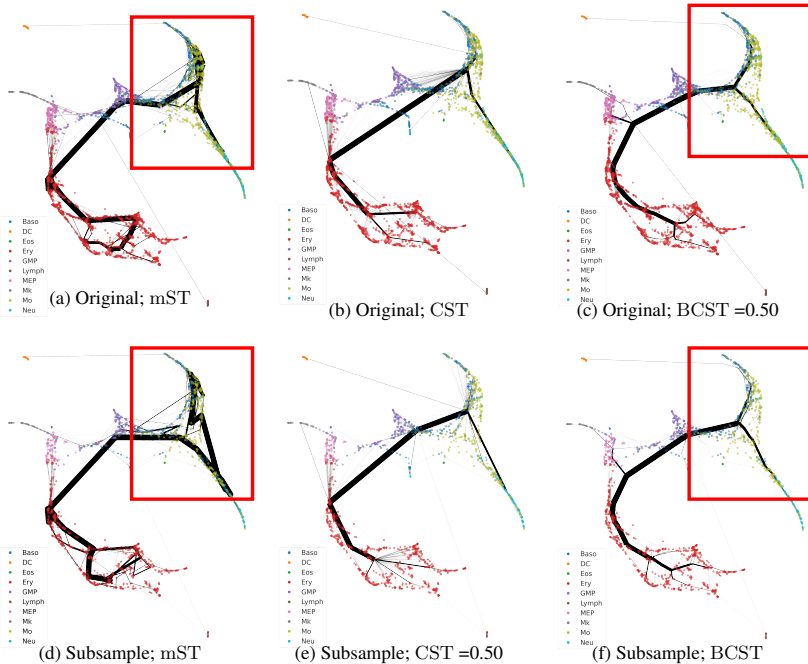 Baso
DC
Eos
Ery
GMP
Lymph
MEP
Mk
Mo
Neu
(a) Original; mST
Baso
DC
Eos
Ery
GMP
Lymph
MEP
Mk
Mo
Neu
(b) Original; CST
Baso
DC
Eos
Ery
GMP
Lymph
MEP
Mk
Mo
Neu
(c) Original; BCST =0.50
Baso
DC
Eos
Ery
GMP
Lymph
MEP
Mk
Mo
Neu
(d) Subsample; mST
Baso
DC
Eos
Ery
GMP
Lymph
MEP
Mk
Mo
Neu
(e) Subsample; CST =0.50
Baso
DC
Eos
Ery
GMP
Lymph
MEP
Mk
Mo
Neu
(f) Subsample; BCST